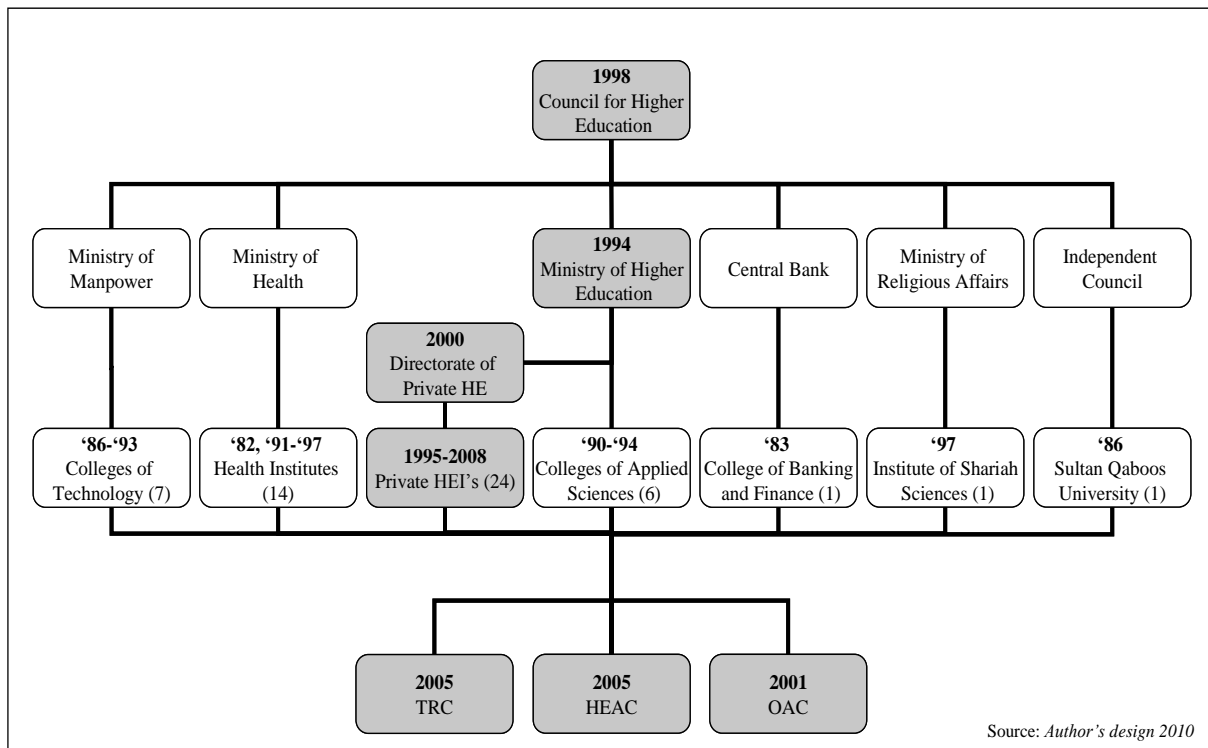 1998
Council for Higher
Education
Ministry of
Manpower
Ministry of
Health
1994
Ministry of Higher
Education
Central Bank
Ministry of
Religious Affairs
Independent
Council
2000
Directorate of
Private HE
‘86-‘93
Colleges of
Technology (7)
‘82, ‘91-‘97
Health Institutes
(14)
1995-2008
Private HEI’s (24)
‘90-‘94
Colleges of Applied
Sciences (6)
‘83
College of Banking
and Finance (1)
‘97
Institute of Shariah
Sciences (1)
‘86
Sultan Qaboos
University (1)
2005
TRC
2005
HEAC
2001
OAC
Source: Author’s design 2010